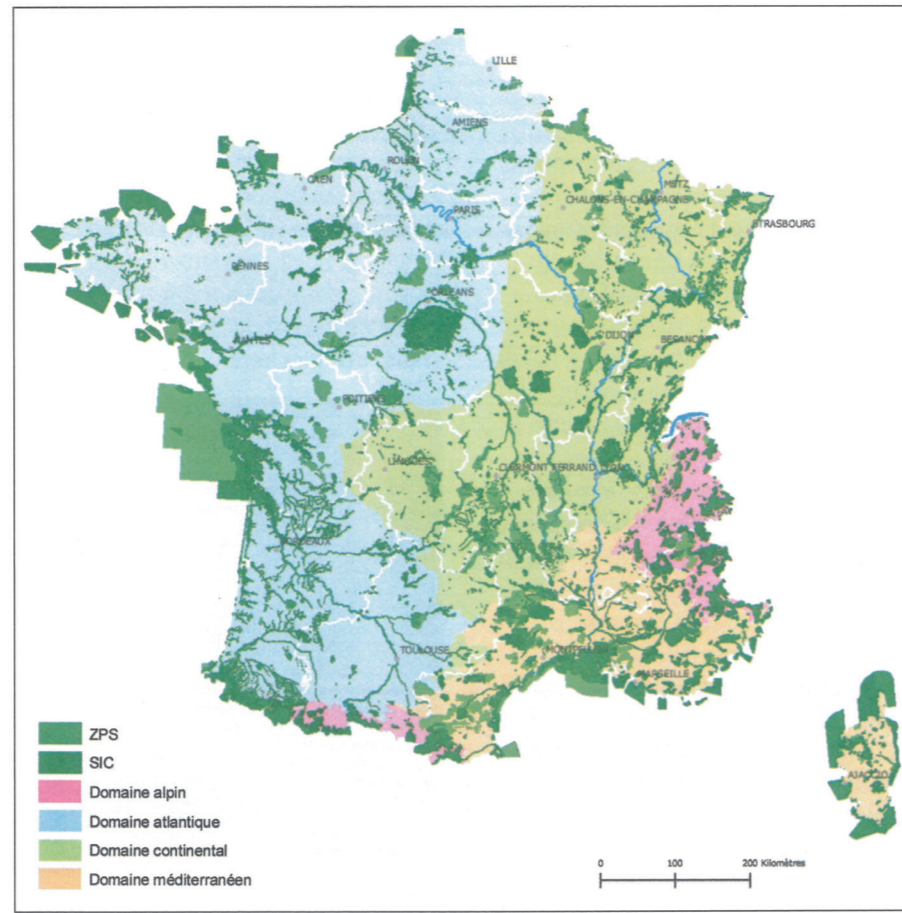 LILLE
AMIENS
ROUEN
CAEN
METZ
CHALONS-EN-CHAMPAGNE
PARIS
STRASBOURG
RENNES
ORLEANS
NANTES
DIJON
BESANCON
POITIERS
LIMOGES
CLERMONT FERRAND LYON
BORDEAUX
TOULOUSE
MONTPELLIER
MARSEILLE
AJACCIO
ZPS
SIC
Domaine alpin
Domaine atlantique
Domaine continental
Domaine méditerranéen
0 100 200 Kilomètres